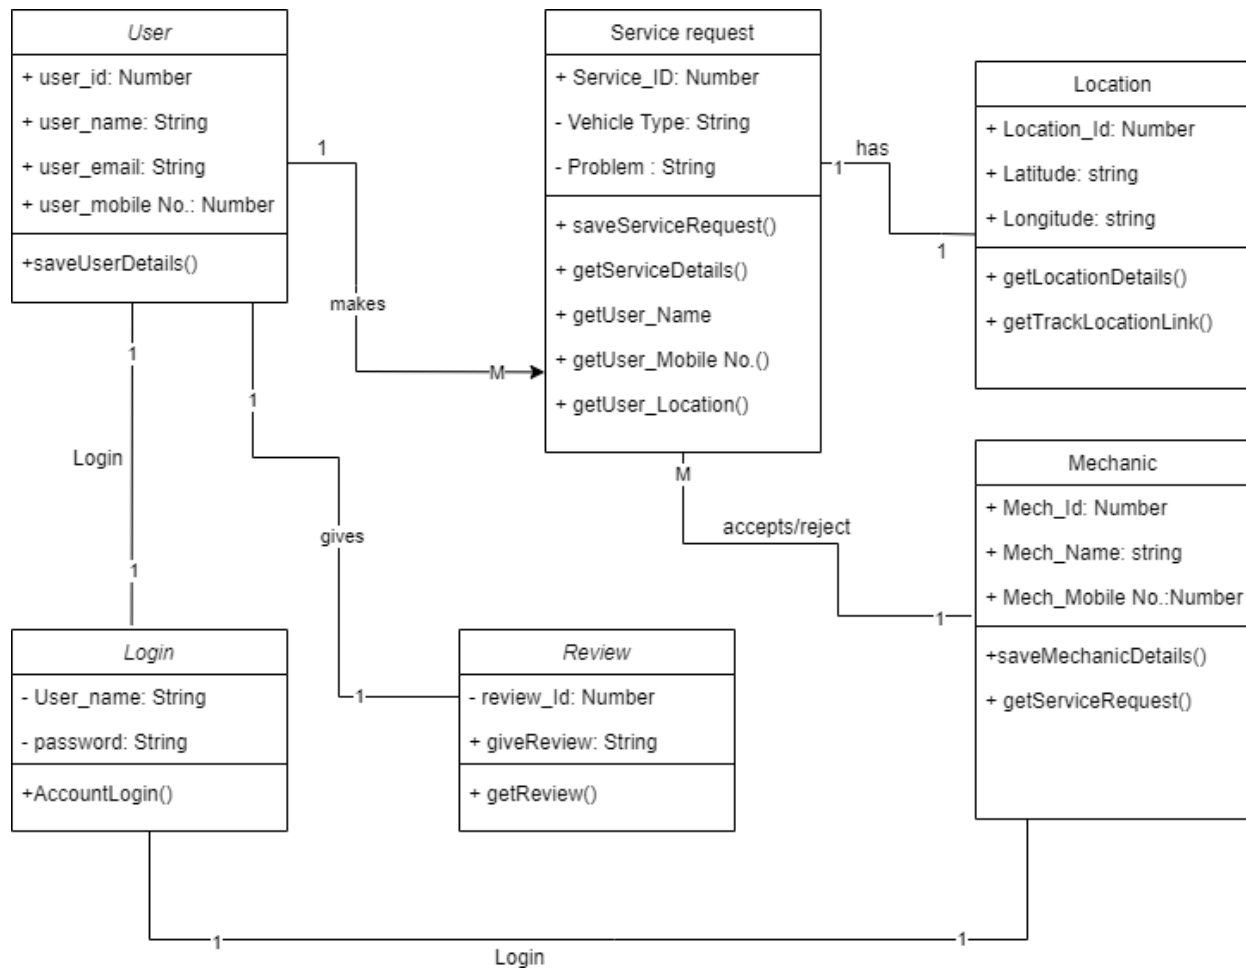 User
+ user_id: Number
+ user_name: String
+ user_email: String
+ user_mobile No.: Number
+saveUserDetails()
Service request
+ Service_ID: Number
- Vehicle Type: String
- Problem : String
+ saveServiceRequest()
+ getServiceDetails()
+ getUser_Name
+ getUser_Mobile No.()
+ getUser_Location()
Location
+ Location_Id: Number
+ Latitude: string
+ Longitude: string
+ getLocationDetails()
+ getTrackLocationLink()
1
makes
M
1
has
1
1
Login
1
1
gives
1
M
accepts/reject
1
Mechanic
+ Mech_Id: Number
+ Mech_Name: string
+ Mech_Mobile No.:Number
+saveMechanicDetails()
+ getServiceRequest()
Login
- User_name: String
- password: String
+AccountLogin()
Review
- review_Id: Number
+ giveReview: String
+ getReview()
1
Login
1